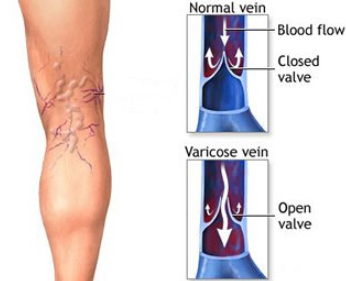 Normal vein
Blood flow
Closed
valve
Varicose vein
Open
valve